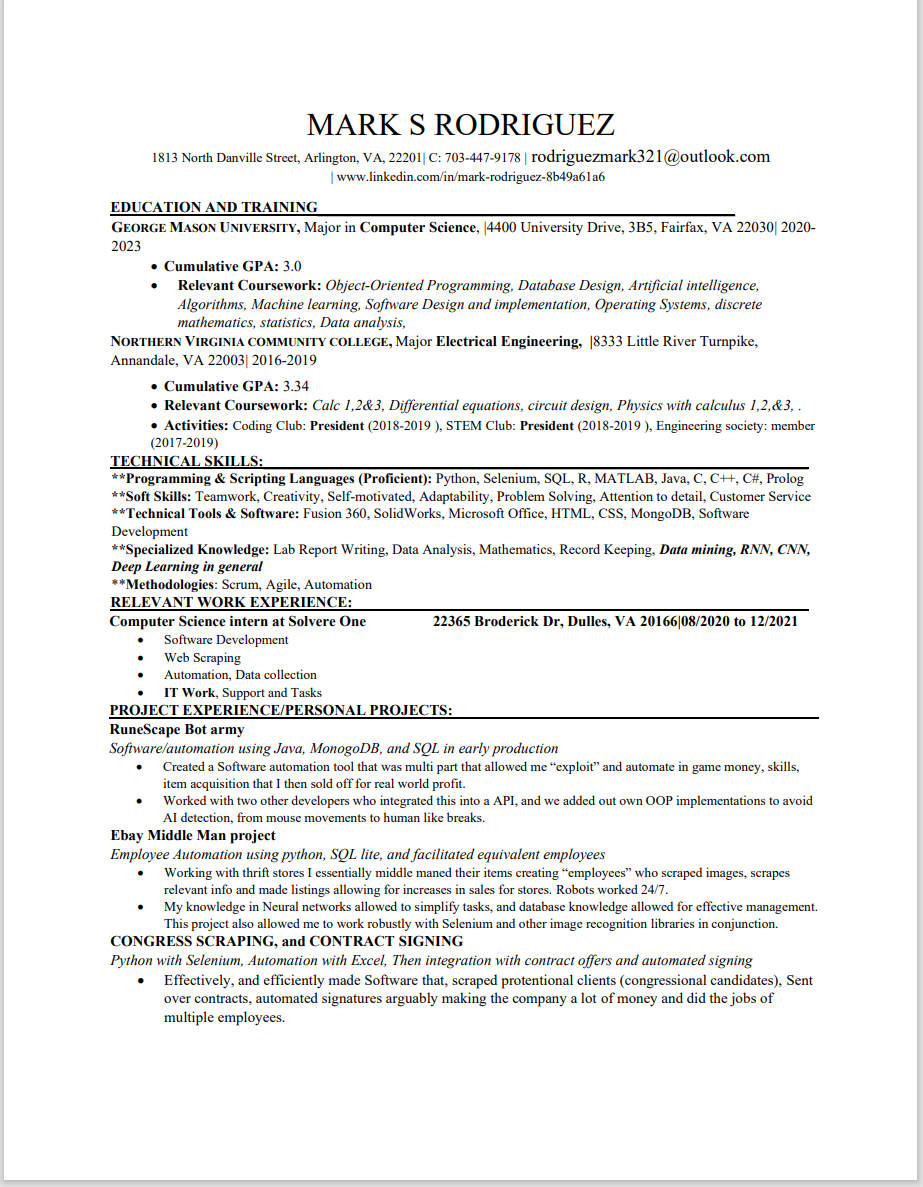 MARK S RODRIGUEZ
1813 North Danville Street, Arlington, VA, 22201| C: 703-447-9178 | rodriguezmark321@outlook.com
| www.linkedin.com/in/mark-rodriguez-8b49a61a6
EDUCATION AND TRAINING
GEORGE MASON UNIVERSITY, Major in Computer Science, |4400 University Drive, 3B5, Fairfax, VA 22030| 2020-
2023
• Cumulative GPA: 3.0
• Relevant Coursework: Object-Oriented Programming, Database Design, Artificial intelligence,
Algorithms, Machine learning, Software Design and implementation, Operating Systems, discrete
mathematics, statistics, Data analysis,
NORTHERN VIRGINIA COMMUNITY COLLEGE, Major Electrical Engineering, |8333 Little River Turnpike,
Annandale, VA 22003| 2016-2019
• Cumulative GPA: 3.34
• Relevant Coursework: Calc 1,2&3, Differential equations, circuit design, Physics with calculus 1,2,&3, .
• Activities: Coding Club: President (2018-2019 ), STEM Club: President (2018-2019 ), Engineering society: member
(2017-2019)
TECHNICAL SKILLS:
**Programming & Scripting Languages (Proficient): Python, Selenium, SQL, R, MATLAB, Java, C, C++, C#, Prolog
**Soft Skills: Teamwork, Creativity, Self-motivated, Adaptability, Problem Solving, Attention to detail, Customer Service
**Technical Tools & Software: Fusion 360, SolidWorks, Microsoft Office, HTML, CSS, MongoDB, Software
Development
**Specialized Knowledge: Lab Report Writing, Data Analysis, Mathematics, Record Keeping, Data mining, RNN, CNN,
Deep Learning in general
**Methodologies: Scrum, Agile, Automation
RELEVANT WORK EXPERIENCE:
Computer Science intern at Solvere One 22365 Broderick Dr, Dulles, VA 20166|08/2020 to 12/2021
• Software Development
• Web Scraping
• Automation, Data collection
• IT Work, Support and Tasks
PROJECT EXPERIENCE/PERSONAL PROJECTS:
RuneScape Bot army
Software/automation using Java, MonogoDB, and SQL in early production
• Created a Software automation tool that was multi part that allowed me “exploit” and automate in game money, skills,
item acquisition that I then sold off for real world profit.
• Worked with two other developers who integrated this into a API, and we added out own OOP implementations to avoid
AI detection, from mouse movements to human like breaks.
Ebay Middle Man project
Employee Automation using python, SQL lite, and facilitated equivalent employees
• Working with thrift stores I essentially middle maned their items creating “employees” who scraped images, scrapes
relevant info and made listings allowing for increases in sales for stores. Robots worked 24/7.
• My knowledge in Neural networks allowed to simplify tasks, and database knowledge allowed for effective management.
This project also allowed me to work robustly with Selenium and other image recognition libraries in conjunction.
CONGRESS SCRAPING, and CONTRACT SIGNING
Python with Selenium, Automation with Excel, Then integration with contract offers and automated signing
• Effectively, and efficiently made Software that, scraped protentional clients (congressional candidates), Sent
over contracts, automated signatures arguably making the company a lot of money and did the jobs of
multiple employees.